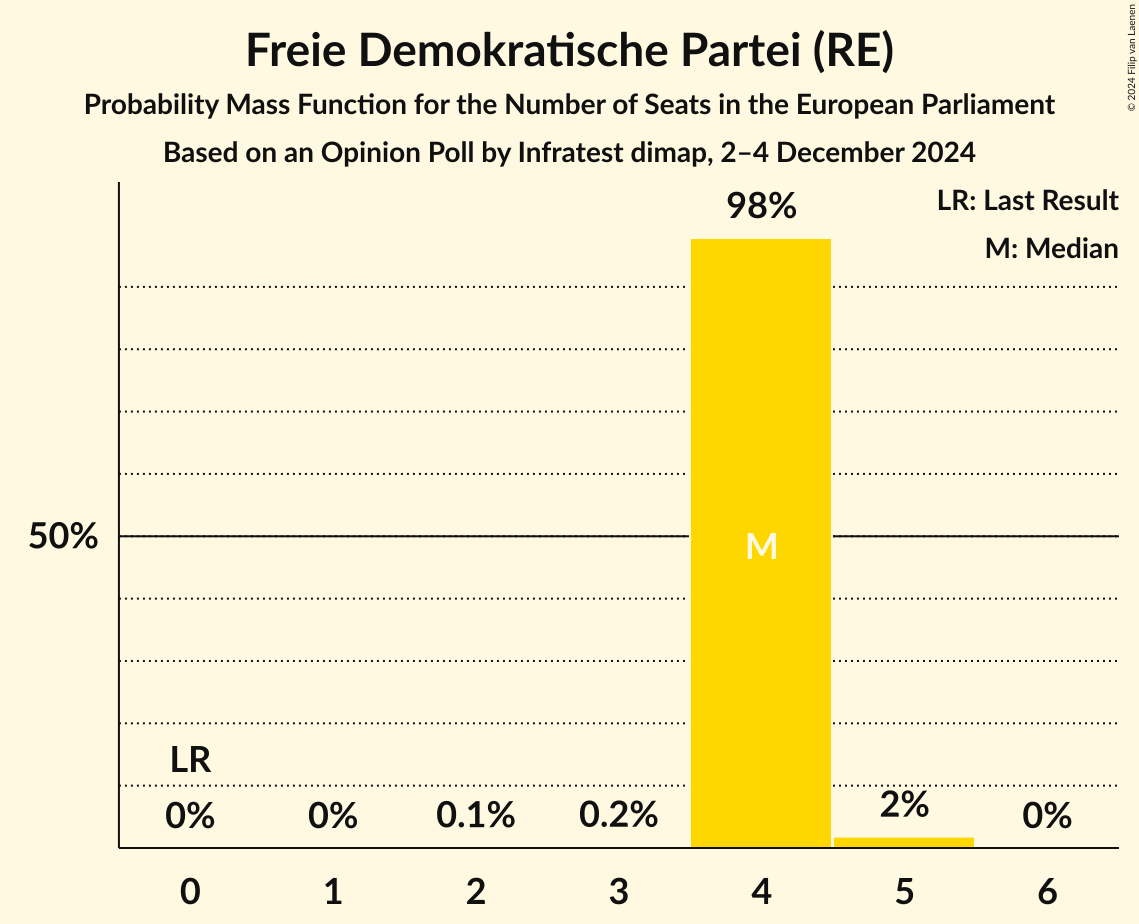 Freie Demokratische Partei (RE)
Probability Mass Function for the Number of Seats in the European Parliament
Based on an Opinion Poll by Infratest dimap, 2–4 December 2024
© 2024 Filip van Laenen
LR: Last Result
M: Median
98%
50%
M
LR
0%
0%
0.1%
0.2%
2%
0%
0
1
2
3
4
5
6